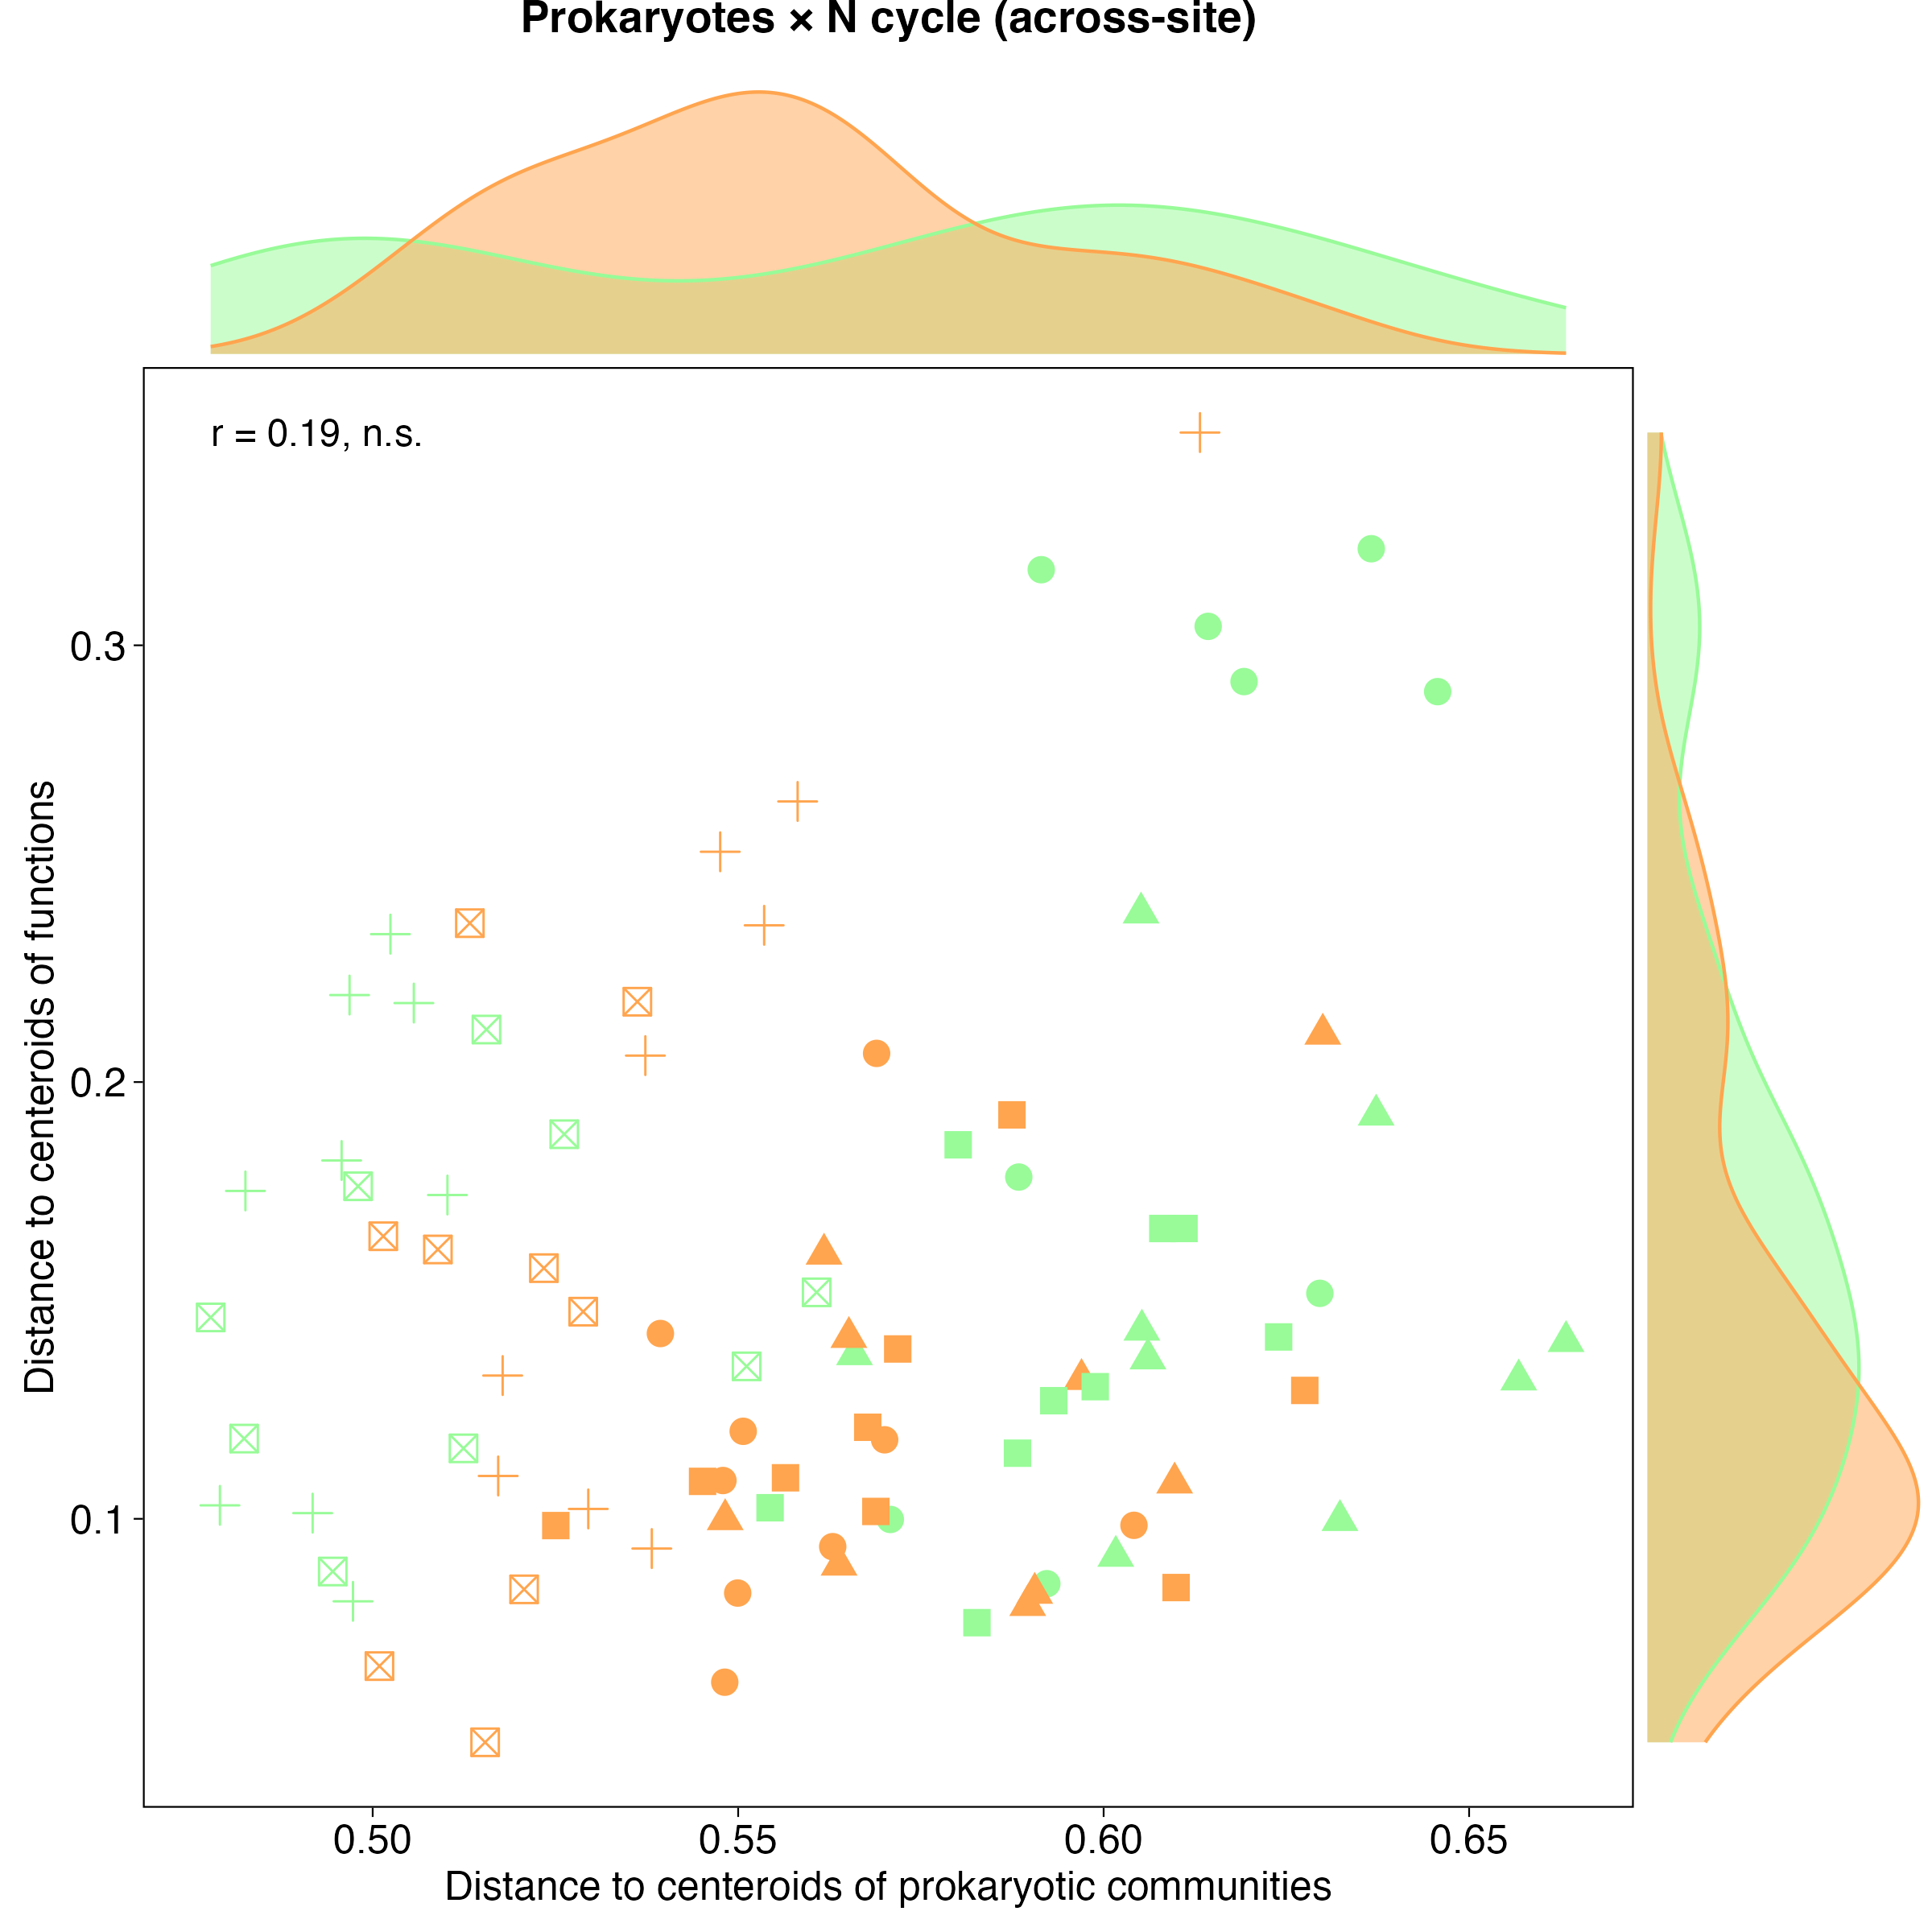 Prokaryotes × N cycle (across-site)
r = 0.19, n.s.
Distance to centeroids of functions
0.3
0.2
0.1
0.50 0.55 0.60 0.65
Distance to centeroids of prokaryotic communities